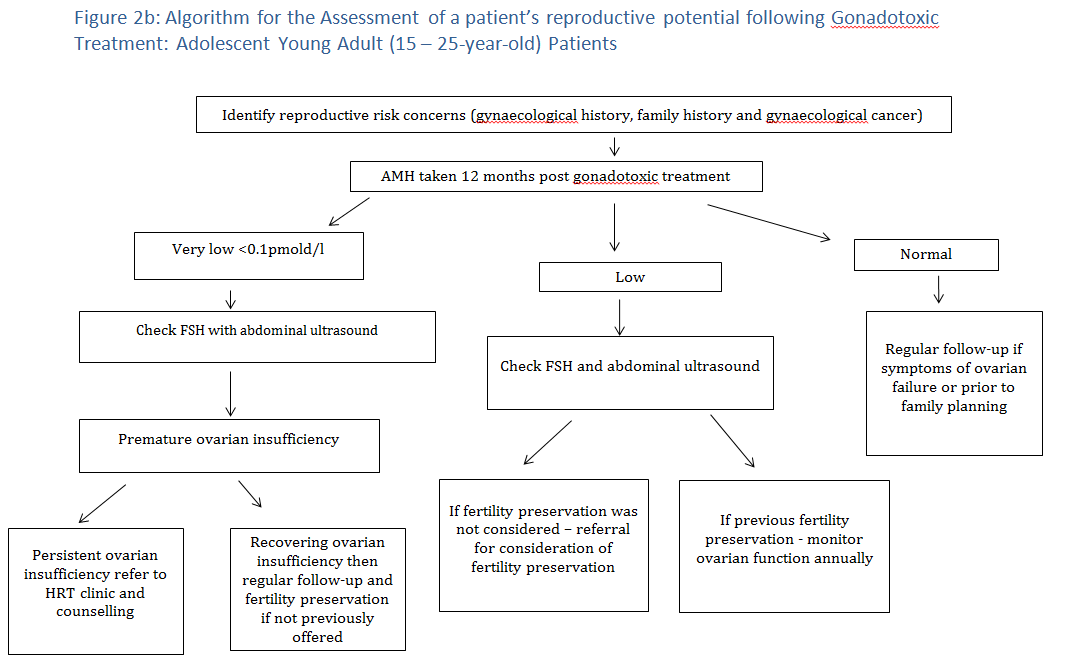 Figure 2b: Algorithm for the Assessment of a patient's reproductive potential following Gonadotoxic
Treatment: Adolescent Young Adult (15 – 25-year-old) Patients
Identify reproductive risk concerns (gynaecological history, family history and gynaecological cancer)
AMH taken 12 months post gonadotoxic treatment
Very low <0.1pmold/l
Low
Normal
Check FSH with abdominal ultrasound
Check FSH and abdominal ultrasound
Regular follow-up if
symptoms of ovarian
failure or prior to
family planning
Premature ovarian insufficiency
Persistent ovarian
insufficiency refer to
HRT clinic and
counselling
Recovering ovarian
insufficiency then
regular follow-up and
fertility preservation
if not previously
offered
If fertility preservation was
not considered – referral
for consideration of
fertility preservation
If previous fertility
preservation - monitor
ovarian function annually